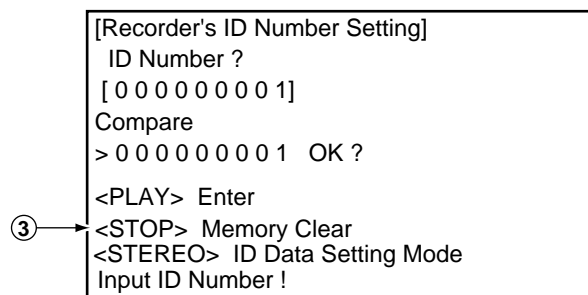 [Recorder's ID Number Setting]
ID Number ?
[ 0 0 0 0 0 0 0 0 0 1]
Compare
> 0 0 0 0 0 0 0 0 0 1 OK ?
<PLAY> Enter
3 <STOP> Memory Clear
<STEREO> ID Data Setting Mode
Input ID Number !